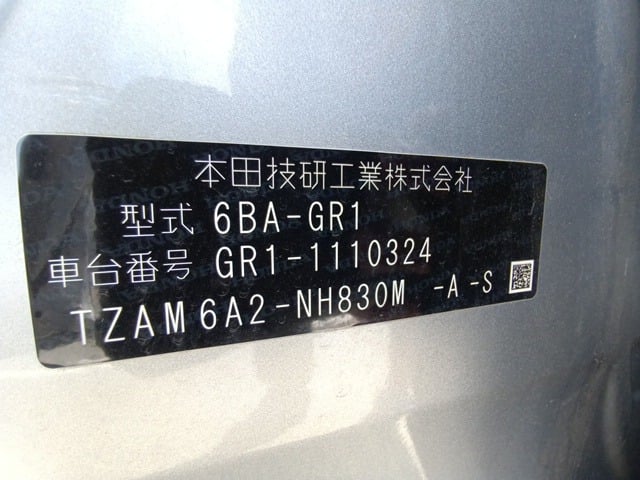 本田技研工業株式会社
型式 6BA-GR1
車台番号 GR1-1110324
TZAM6A2-NH830M -A-S